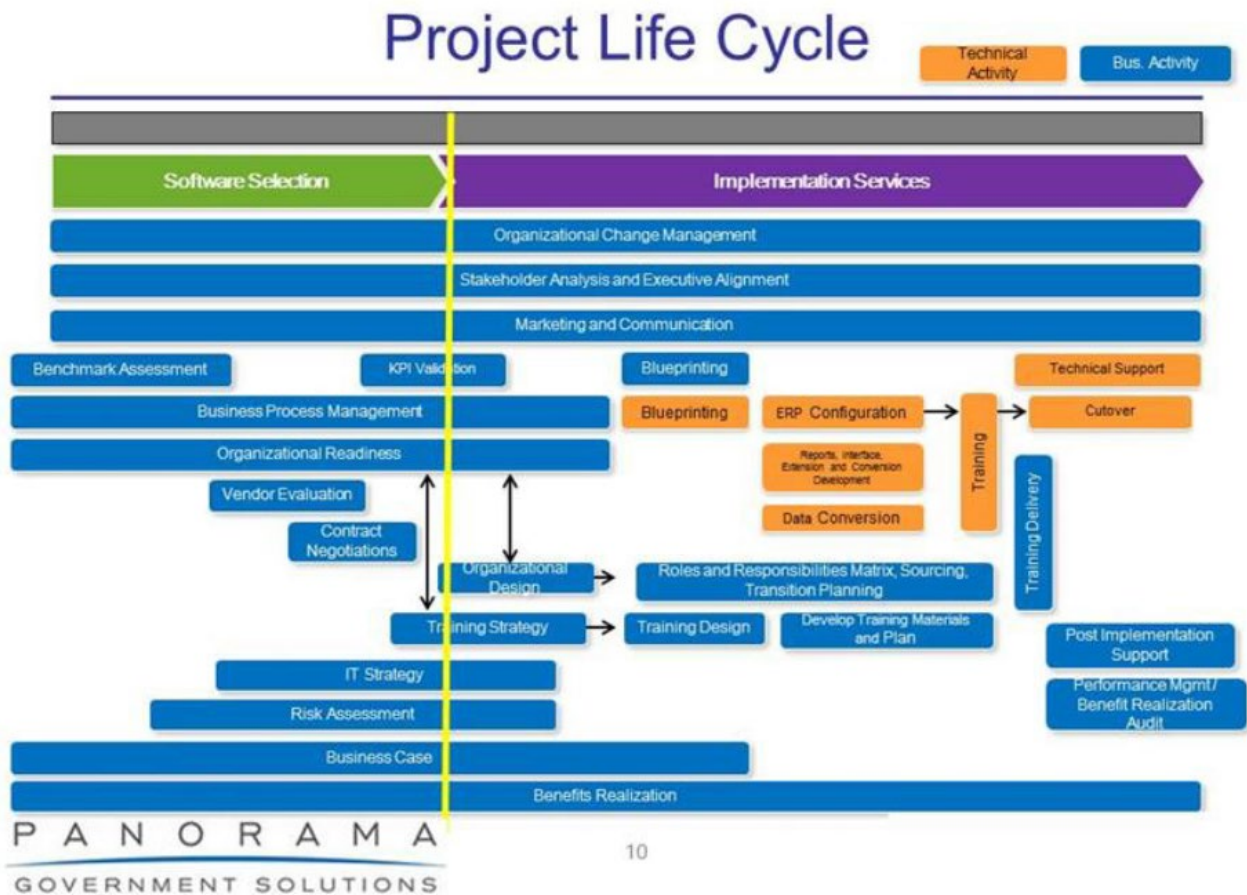 Project Life Cycle
Technical
Activity
Bus. Activity
Software Selection
Implementation Services
Organizational Change Management
Stakeholder Analysis and Executive Alignment
Marketing and Communication
Benchmark Assessment
KPI Validation
Blueprinting
Technical Support
Business Process Management
Blueprinting
ERP Configuration
Cutover
Organizational Readiness
Reports, Interface,
Extension and Conversion
Development
Training
Vendor Evaluation
Data Conversion
Training Delivery
Contract
Negotiations
Organizational
Design
Roles and Responsibilities Matrix, Sourcing,
Transition Planning
Training Strategy
Training Design
Develop Training Materials
and Plan
Post Implementation
Support
IT Strategy
Performance Mgmt/
Benefit Realization
Audit
Risk Assessment
Business Case
Benefits Realization
PANORAMA
GOVERNMENT SOLUTIONS
10